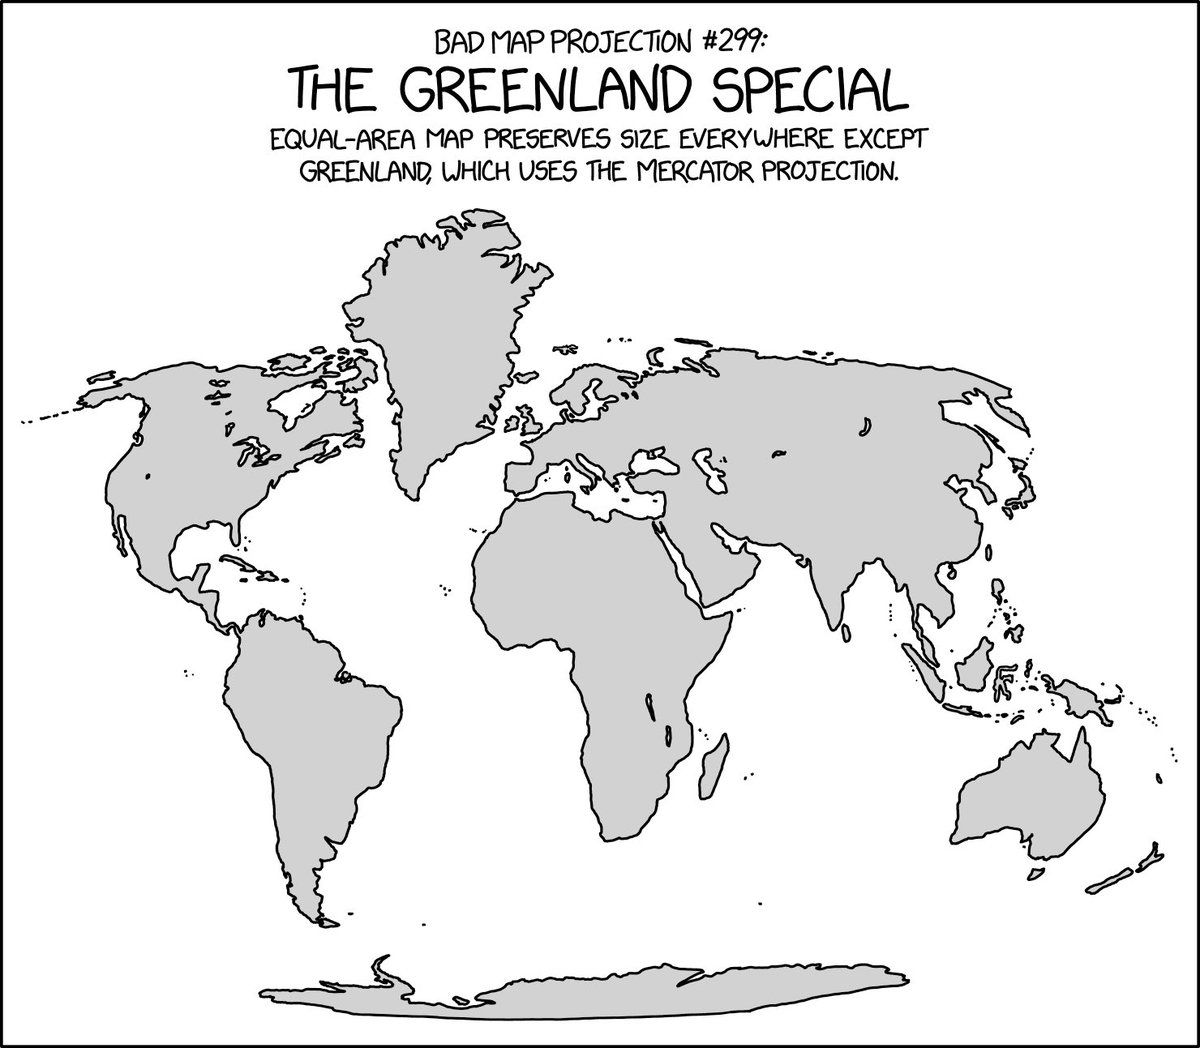 BAD MAP PROJECTION #299:
THE GREENLAND SPECIAL
EQUAL-AREA MAP PRESERVES SIZE EVERYWHERE EXCEPT
GREENLAND, WHICH USES THE MERCATOR PROJECTION.